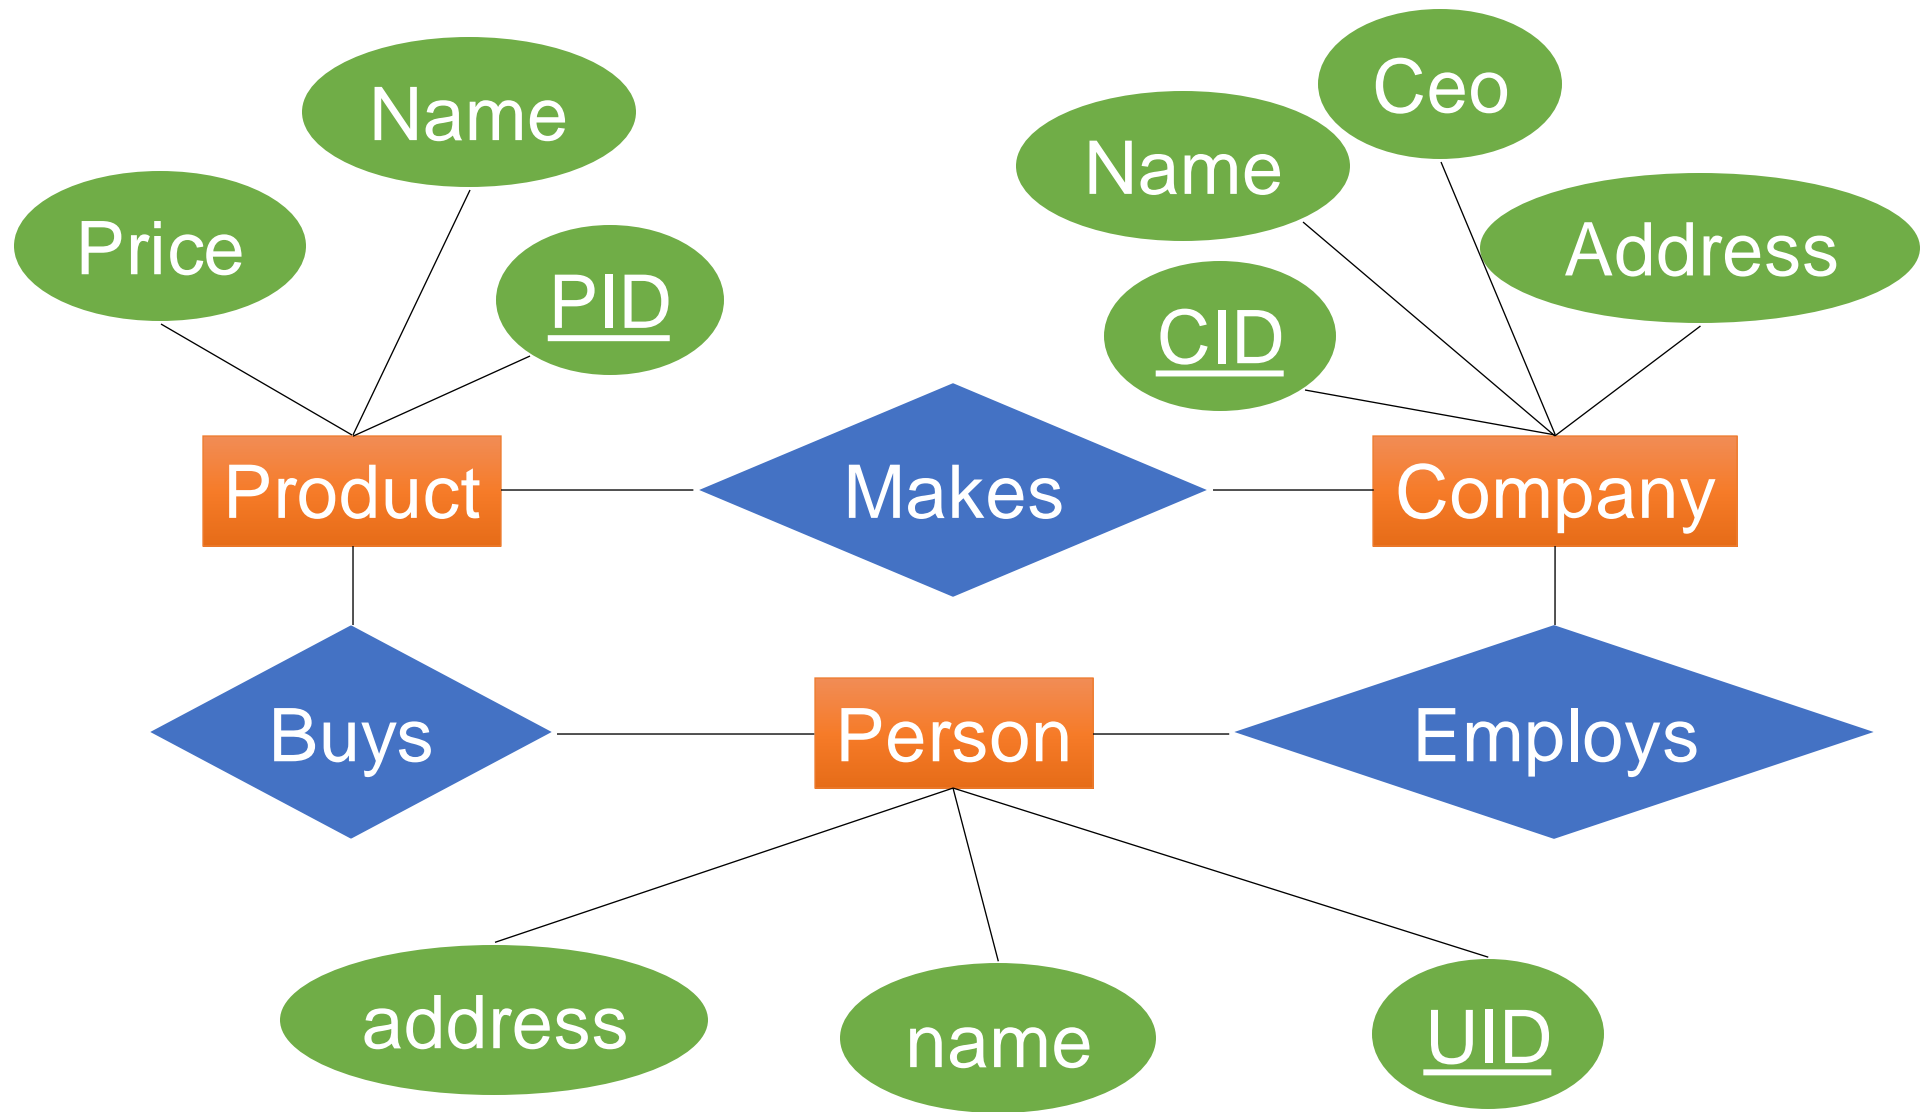 Ceo
Name
Name
Price
Address
PID
CID
Product
Makes
Company
Buys
Person
Employs
address
name
UID